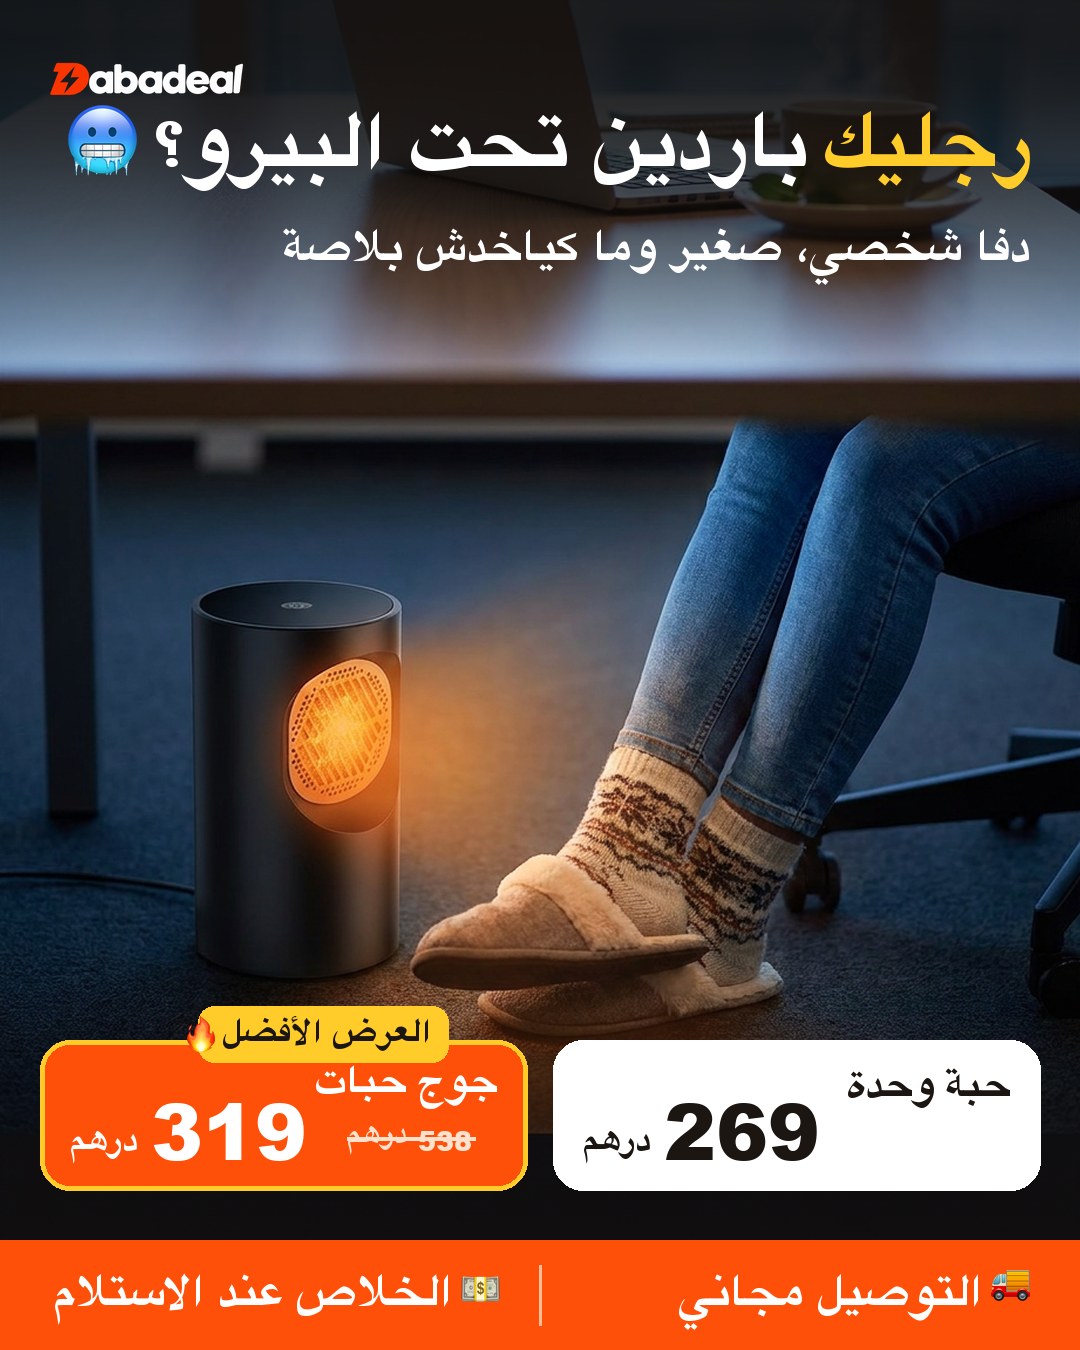 Dabadeal
رجليك باردين تحت البيرو؟ 🥶
دفا شخصي، صغير وما كياخدش بلاصة
حبة وحدة
269 درهم
العرض الأفضل 🔥
جوج حبات
538 درهم
319 درهم
🚚 التوصيل مجاني
💵 الخلاص عند الاستلام